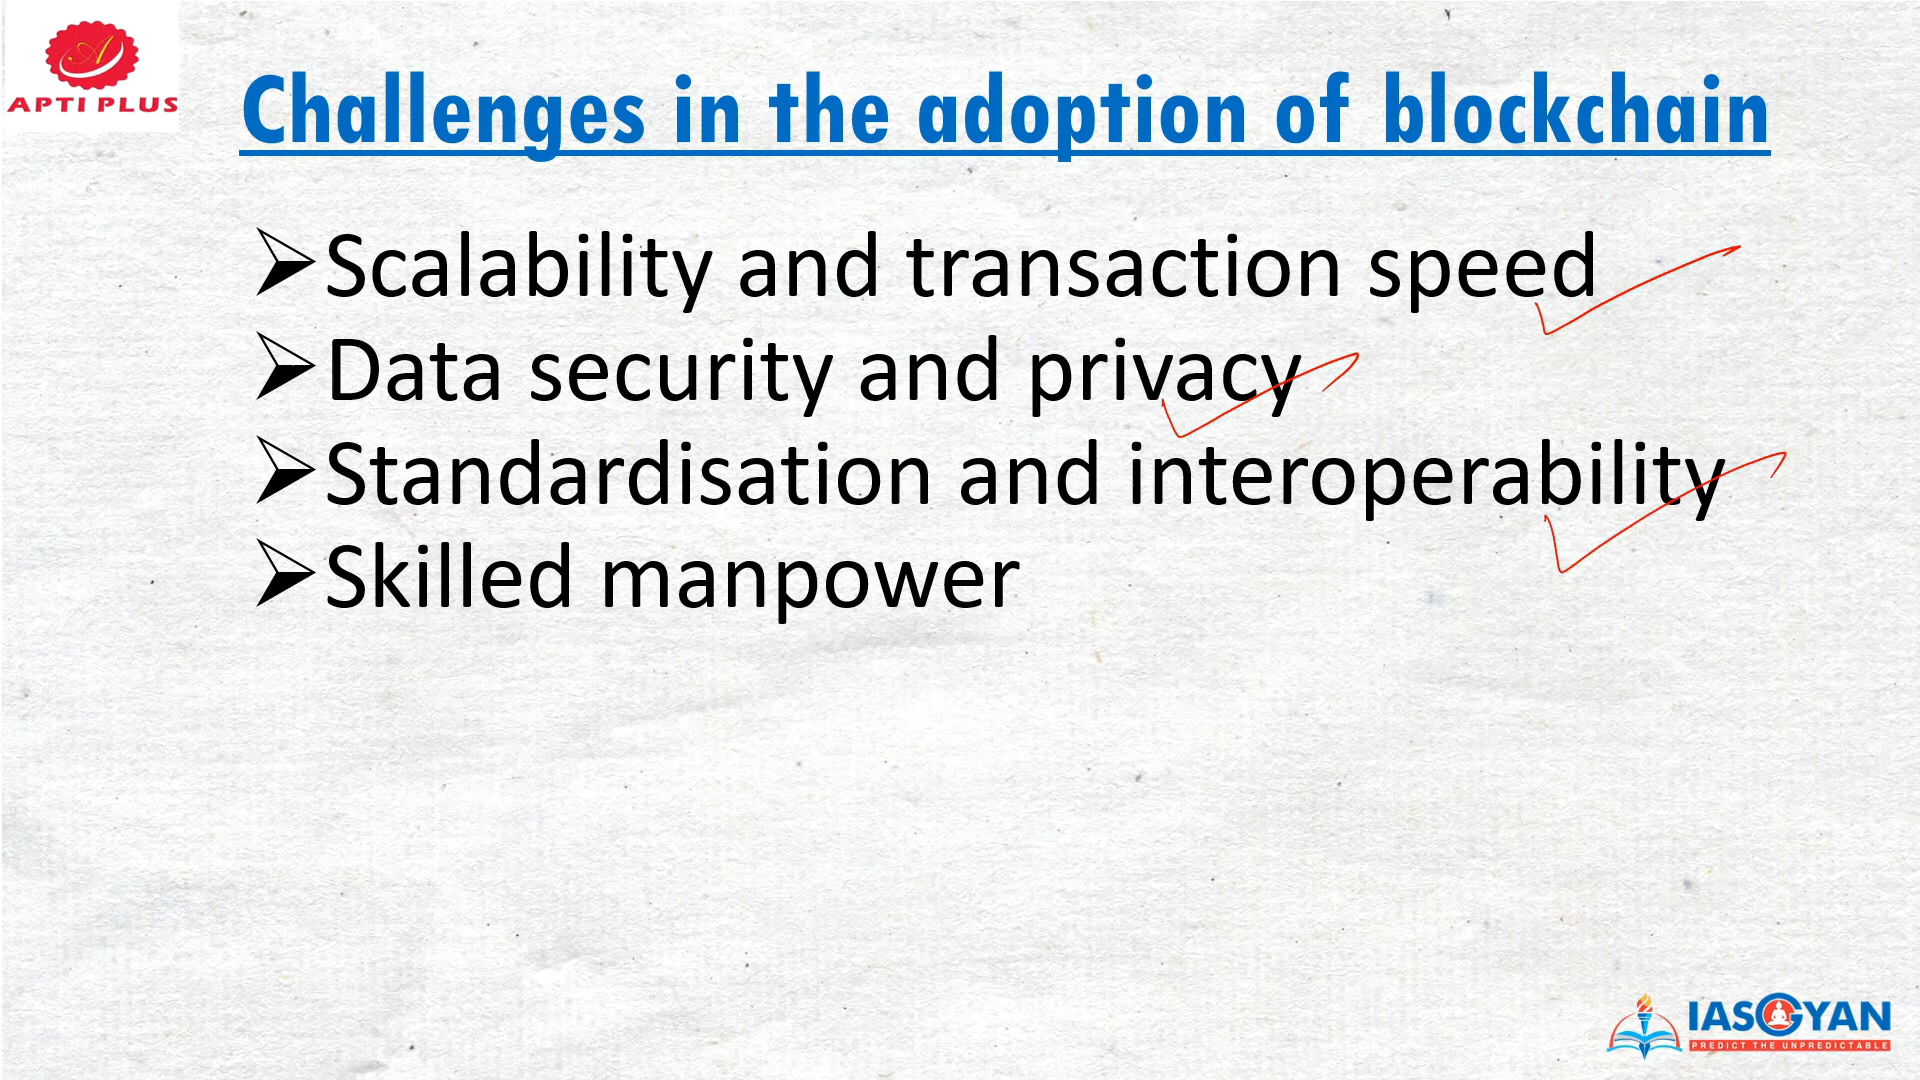 APTI PLUS
Challenges in the adoption of blockchain
Scalability and transaction speed
Data security and privacy
Standardisation and interoperability
Skilled manpower
IASGYAN
PREDICT THE UNPREDICTABLE